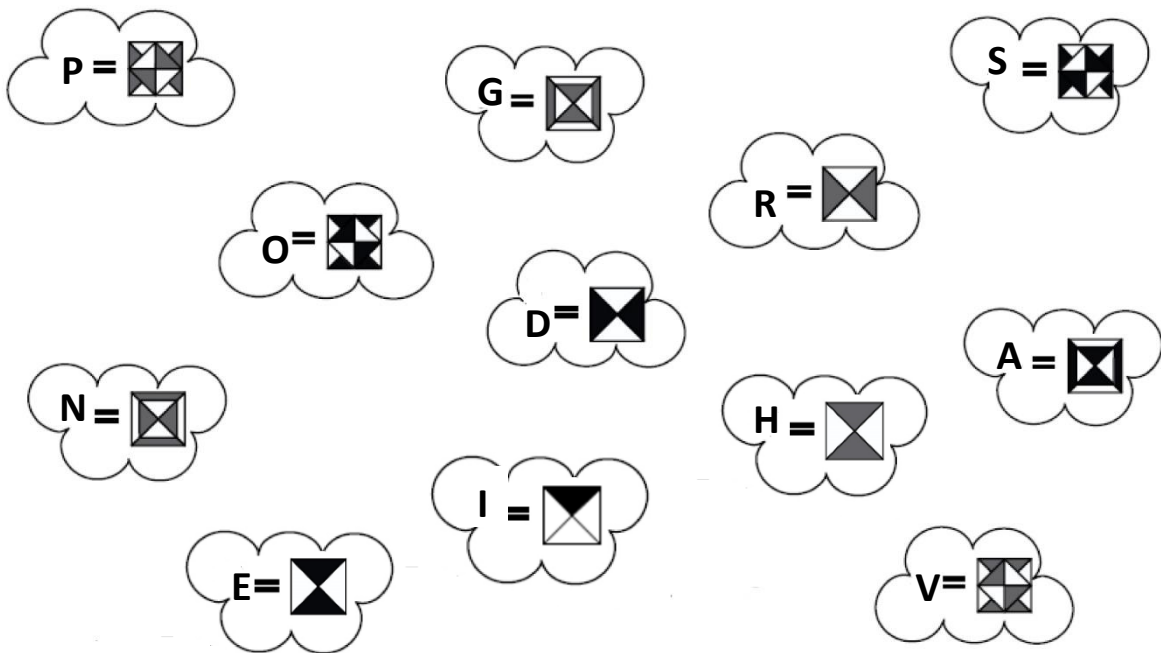 P =
G =
S =
R =
O =
D =
A =
N =
H =
I =
E =
V =